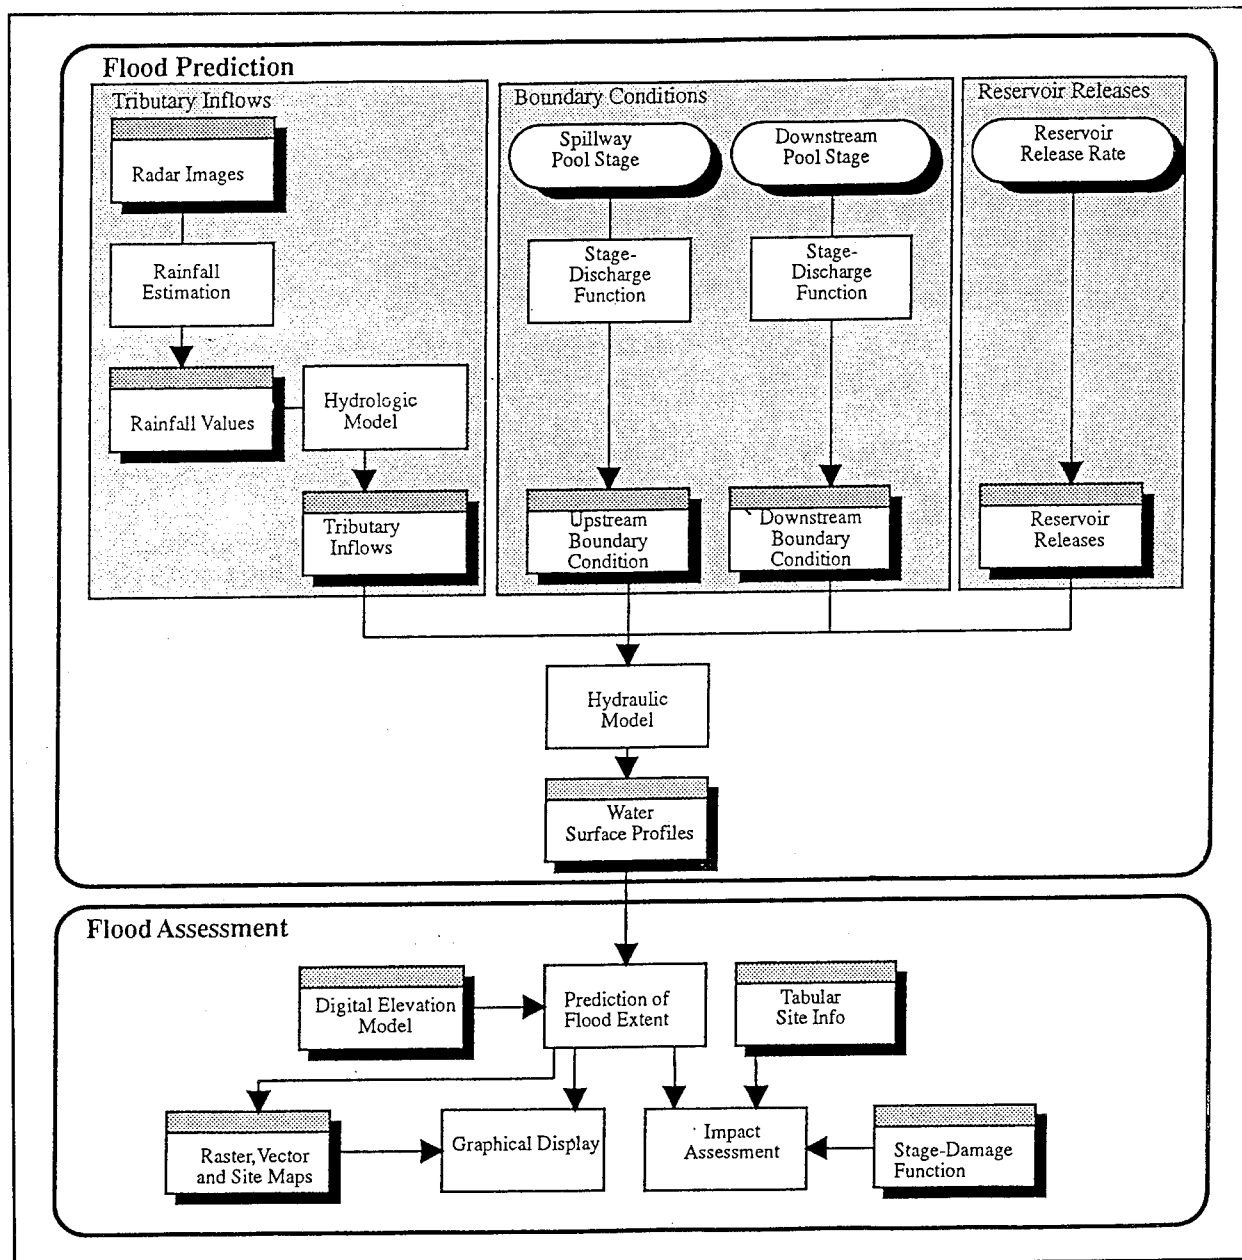 Flood Prediction
Tributary Inflows
Radar Images
Rainfall
Estimation
Rainfall Values
Hydrologic
Model
Tributary
Inflows
Boundary Conditions
Spillway
Pool Stage
Downstream
Pool Stage
Stage-
Discharge
Function
Stage-
Discharge
Function
Upstream
Boundary
Condition
Downstream
Boundary
Condition
Reservoir Releases
Reservoir
Release Rate
Reservoir
Releases
Hydraulic
Model
Water
Surface Profiles
Flood Assessment
Digital Elevation
Model
Prediction of
Flood Extent
Tabular
Site Info
Raster, Vector
and Site Maps
Graphical Display
Impact
Assessment
Stage-Damage
Function